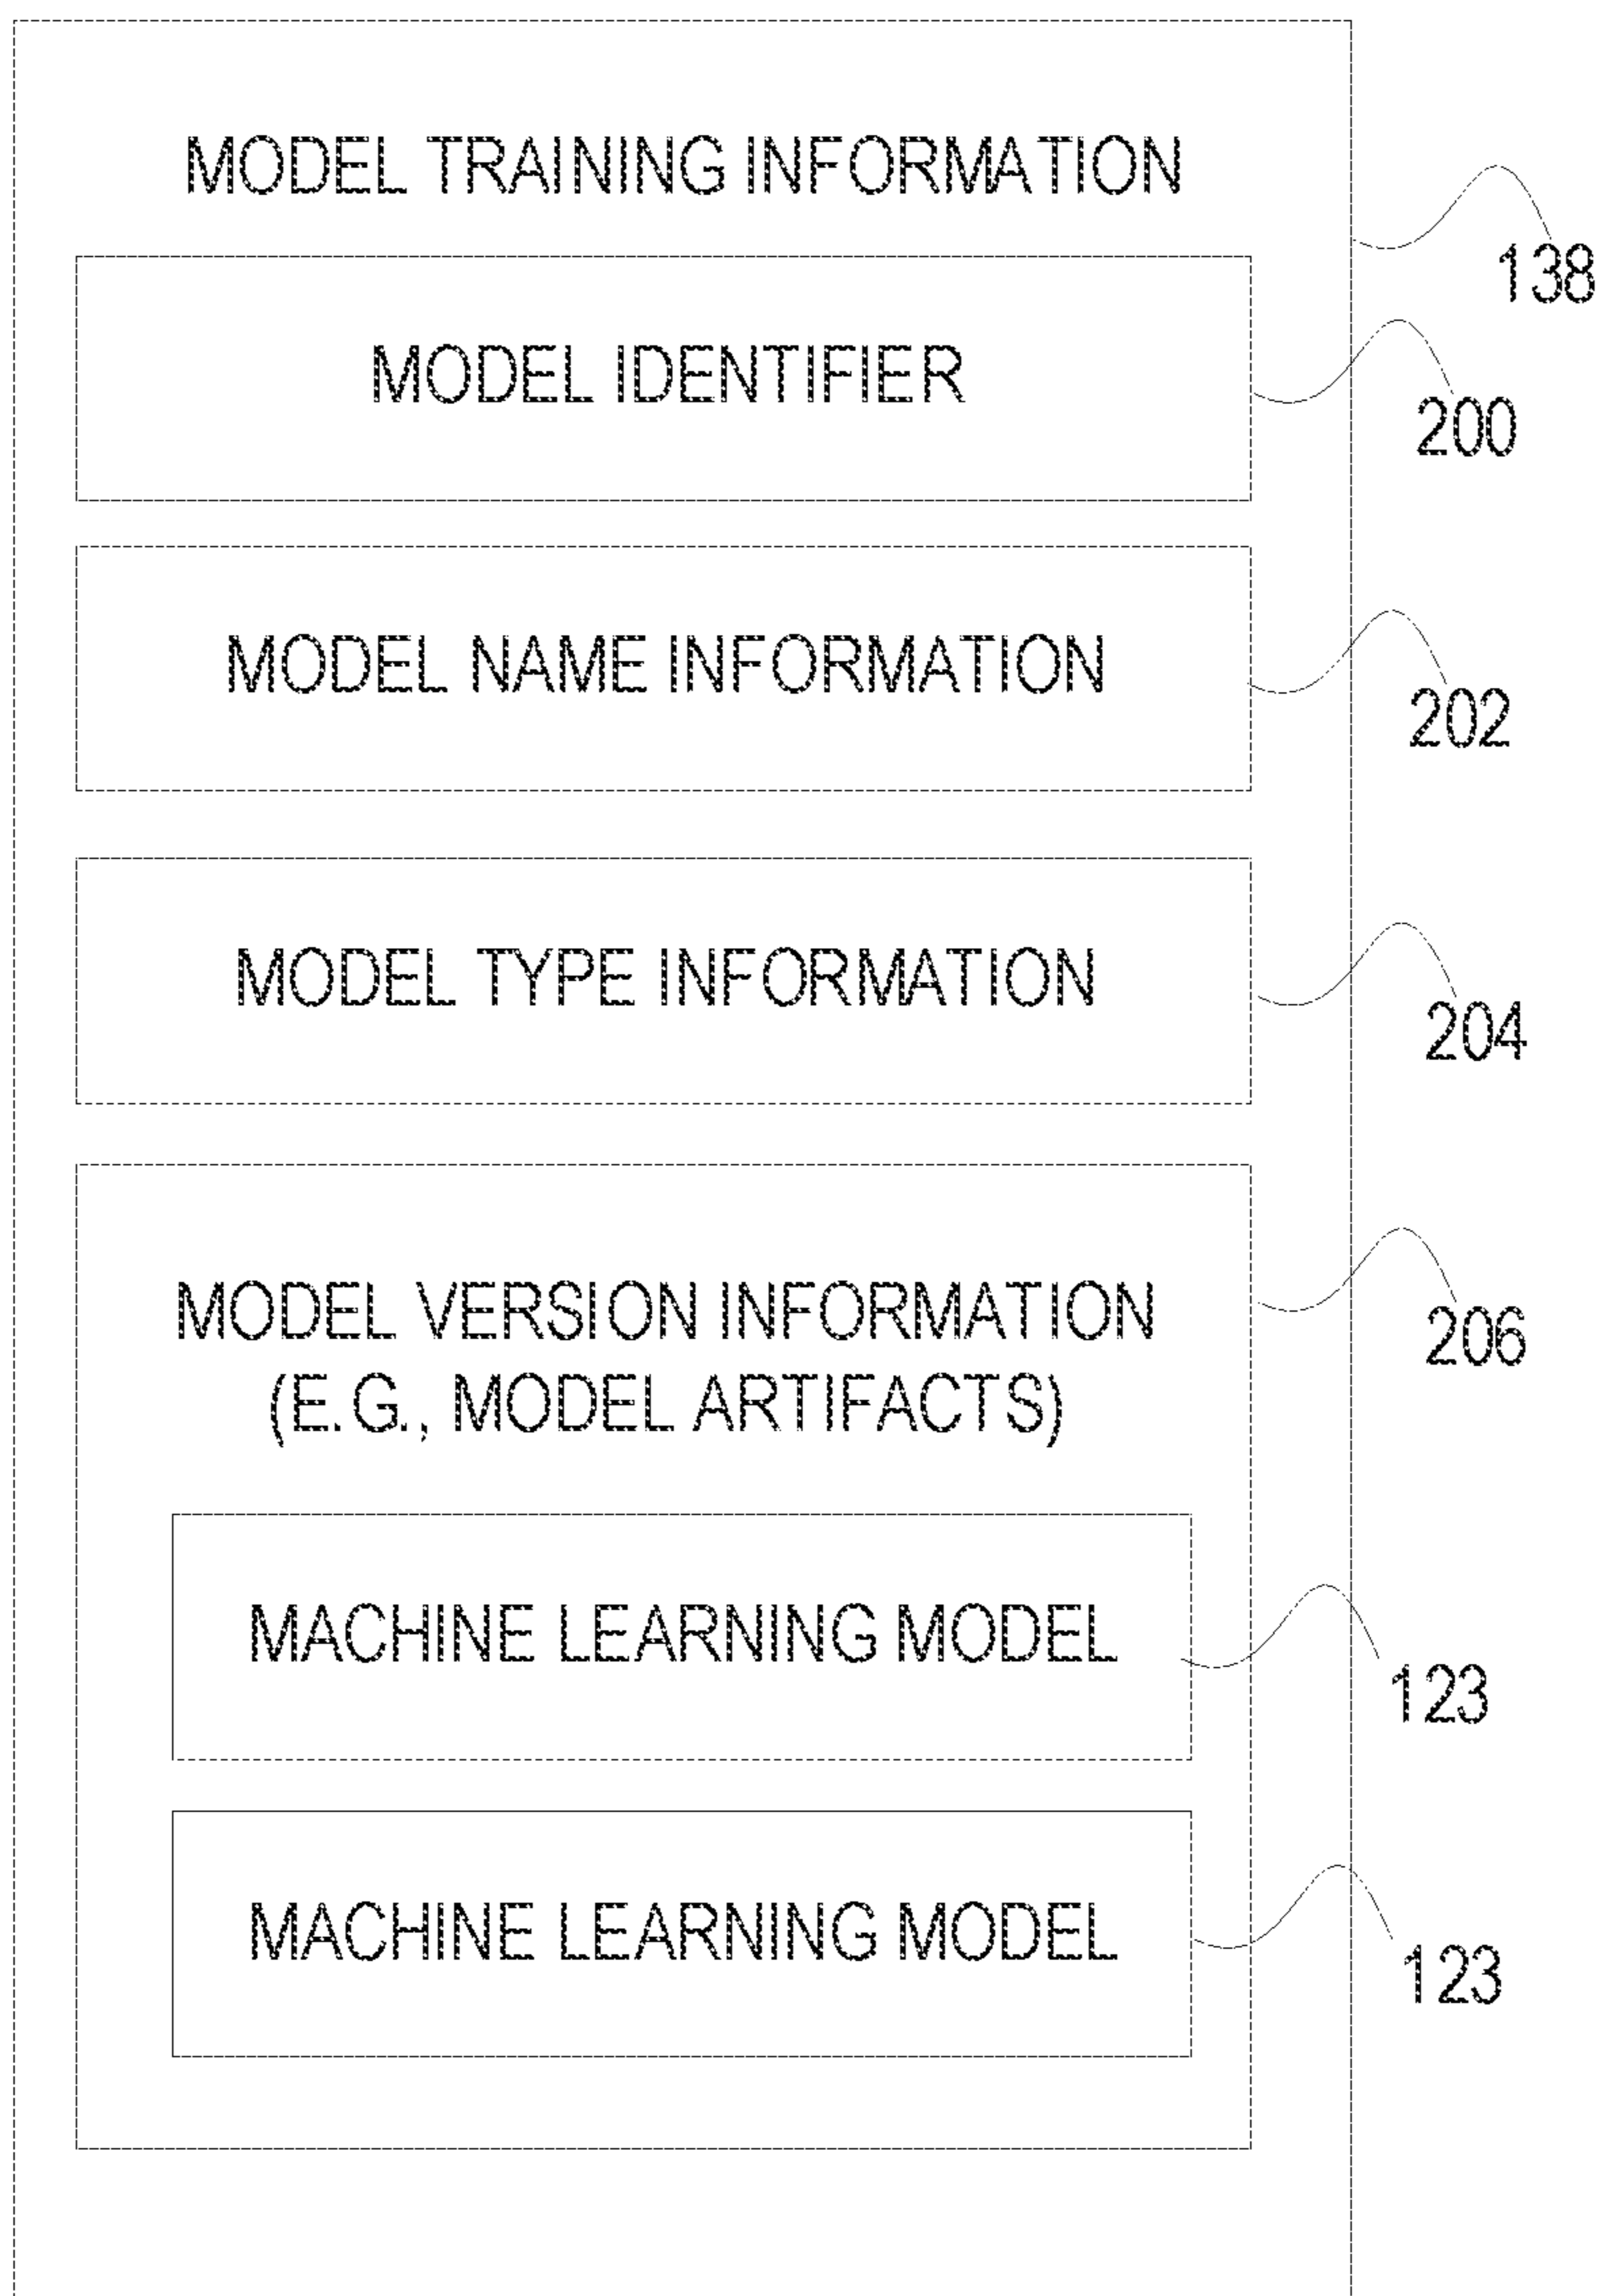 MODEL TRAINING INFORMATION
138
MODEL IDENTIFIER
200
MODEL NAME INFORMATION
202
MODEL TYPE INFORMATION
204
MODEL VERSION INFORMATION
(E.G., MODEL ARTIFACTS)
206
MACHINE LEARNING MODEL
123
MACHINE LEARNING MODEL
123